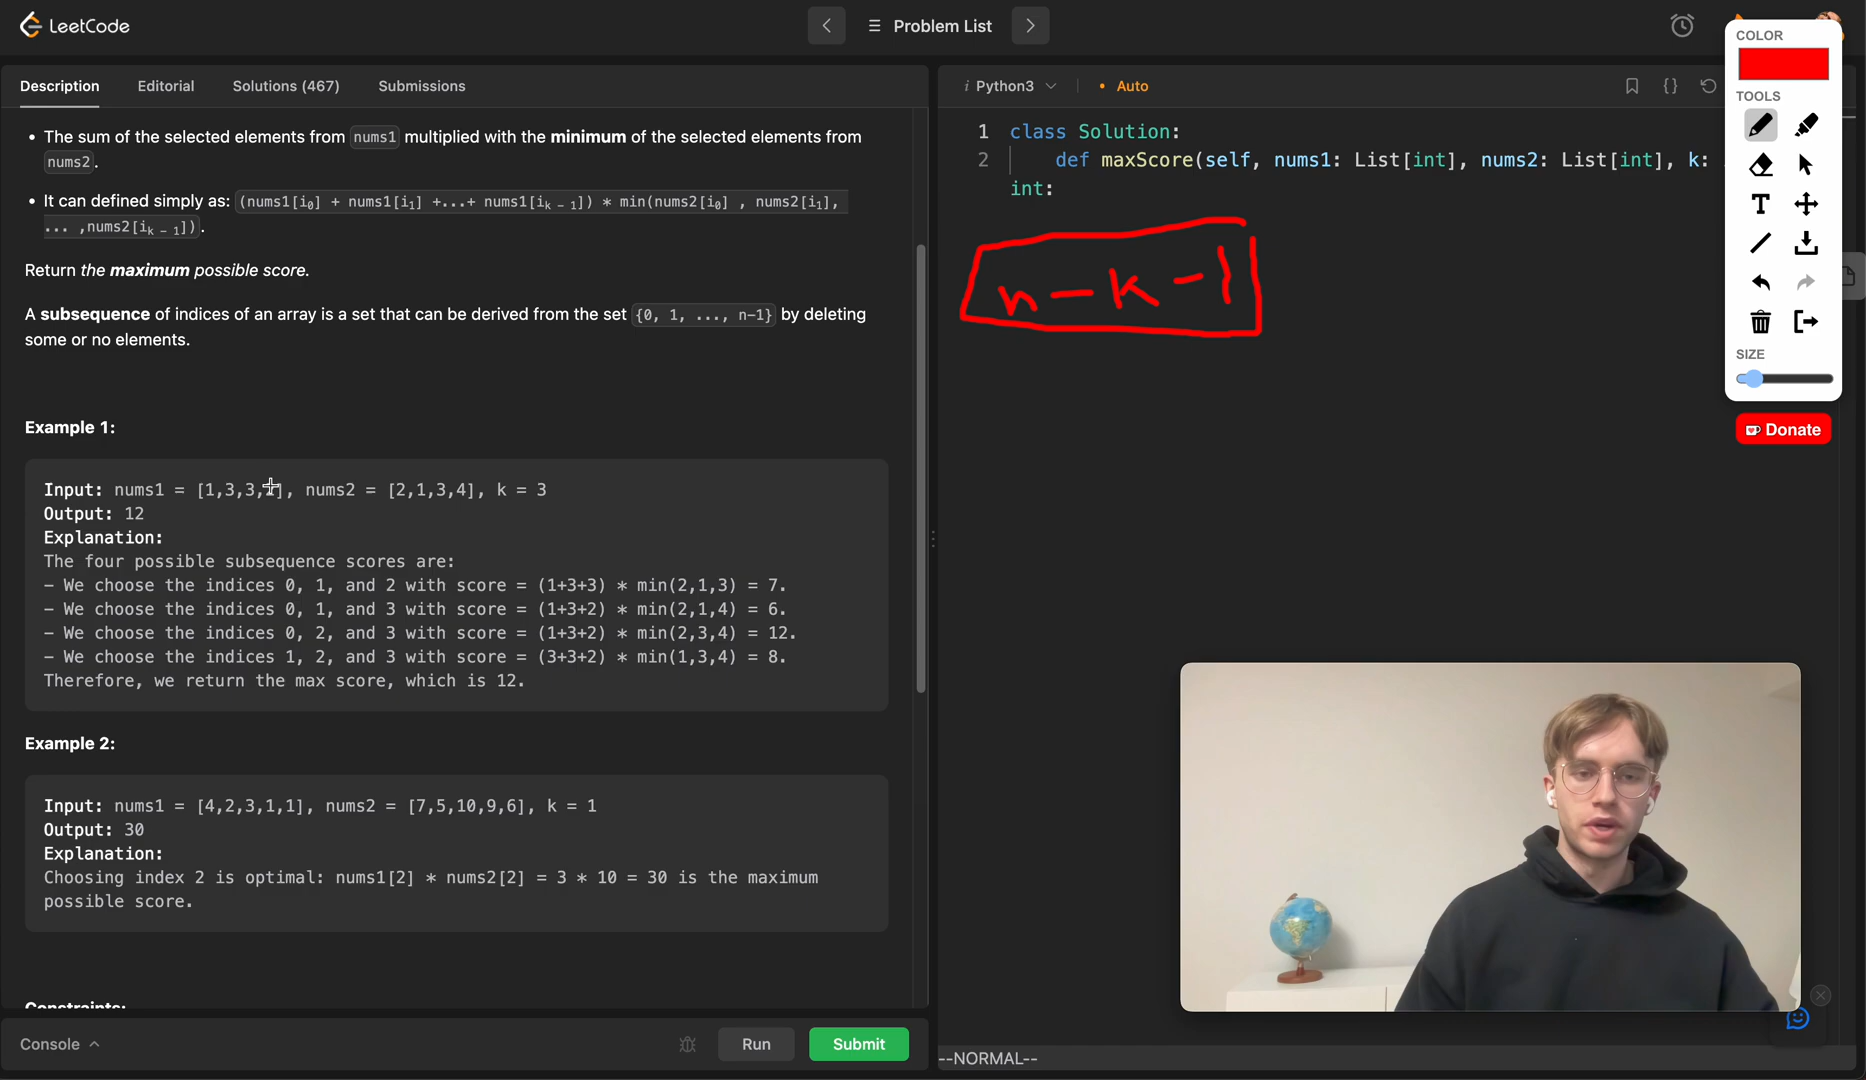 LeetCode
Problem List
Description Editorial Solutions (467) Submissions
• The sum of the selected elements from nums1 multiplied with the minimum of the selected elements from
nums2.
• It can defined simply as: (nums1[i0] + nums1[i1] +...+ nums1[ik - 1]) * min(nums2[i0] , nums2[i1],
... ,nums2[ik - 1]).
Return the maximum possible score.
A subsequence of indices of an array is a set that can be derived from the set {0, 1, ..., n-1} by deleting
some or no elements.
Example 1:
Input: nums1 = [1,3,3,2], nums2 = [2,1,3,4], k = 3
Output: 12
Explanation:
The four possible subsequence scores are:
- We choose the indices 0, 1, and 2 with score = (1+3+3) * min(2,1,3) = 7.
- We choose the indices 0, 1, and 3 with score = (1+3+2) * min(2,1,4) = 6.
- We choose the indices 0, 2, and 3 with score = (1+3+2) * min(2,3,4) = 12.
- We choose the indices 1, 2, and 3 with score = (3+3+2) * min(1,3,4) = 8.
Therefore, we return the max score, which is 12.
Example 2:
Input: nums1 = [4,2,3,1,1], nums2 = [7,5,10,9,6], k = 1
Output: 30
Explanation:
Choosing index 2 is optimal: nums1[2] * nums2[2] = 3 * 10 = 30 is the maximum
possible score.
Constraints:
Console Run Submit
i Python3 • Auto
1 class Solution:
2 def maxScore(self, nums1: List[int], nums2: List[int], k:
int:
n - k - 1
--NORMAL--
COLOR
TOOLS
T
SIZE
Donate